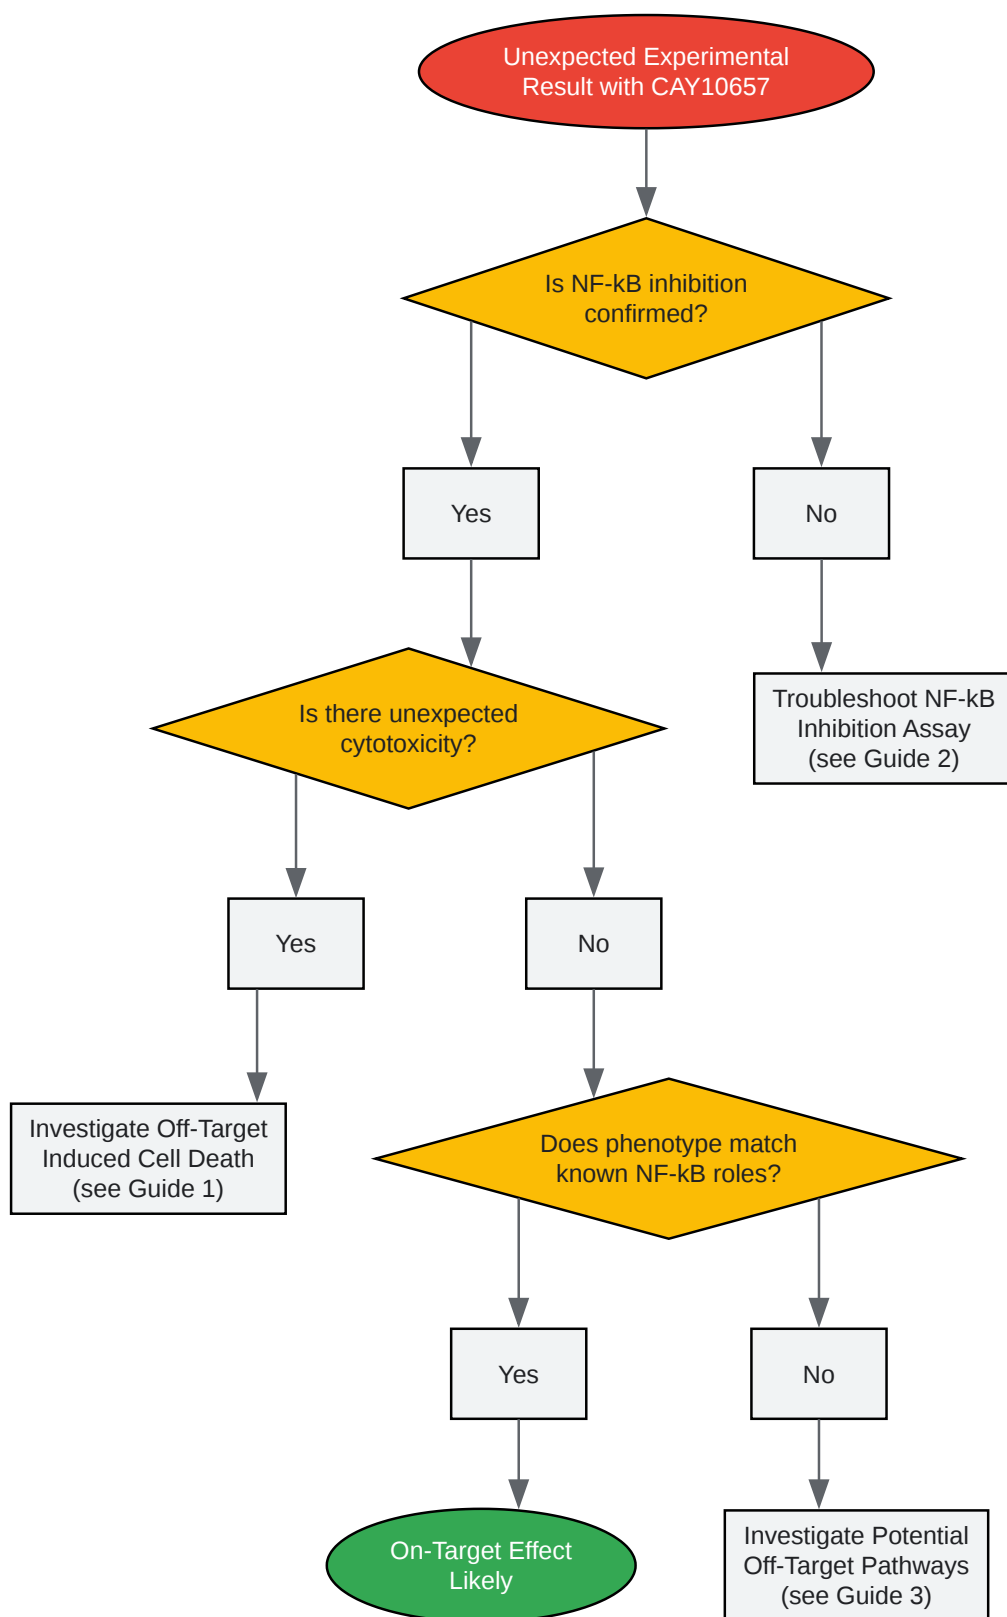 Unexpected Experimental
Result with CAY10657
Is NF-kB inhibition
confirmed?
Yes
No
Is there unexpected
cytotoxicity?
Troubleshoot NF-kB
Inhibition Assay
(see Guide 2)
Yes
No
Investigate Off-Target
Induced Cell Death
(see Guide 1)
Does phenotype match
known NF-kB roles?
Yes
No
On-Target Effect
Likely
Investigate Potential
Off-Target Pathways
(see Guide 3)